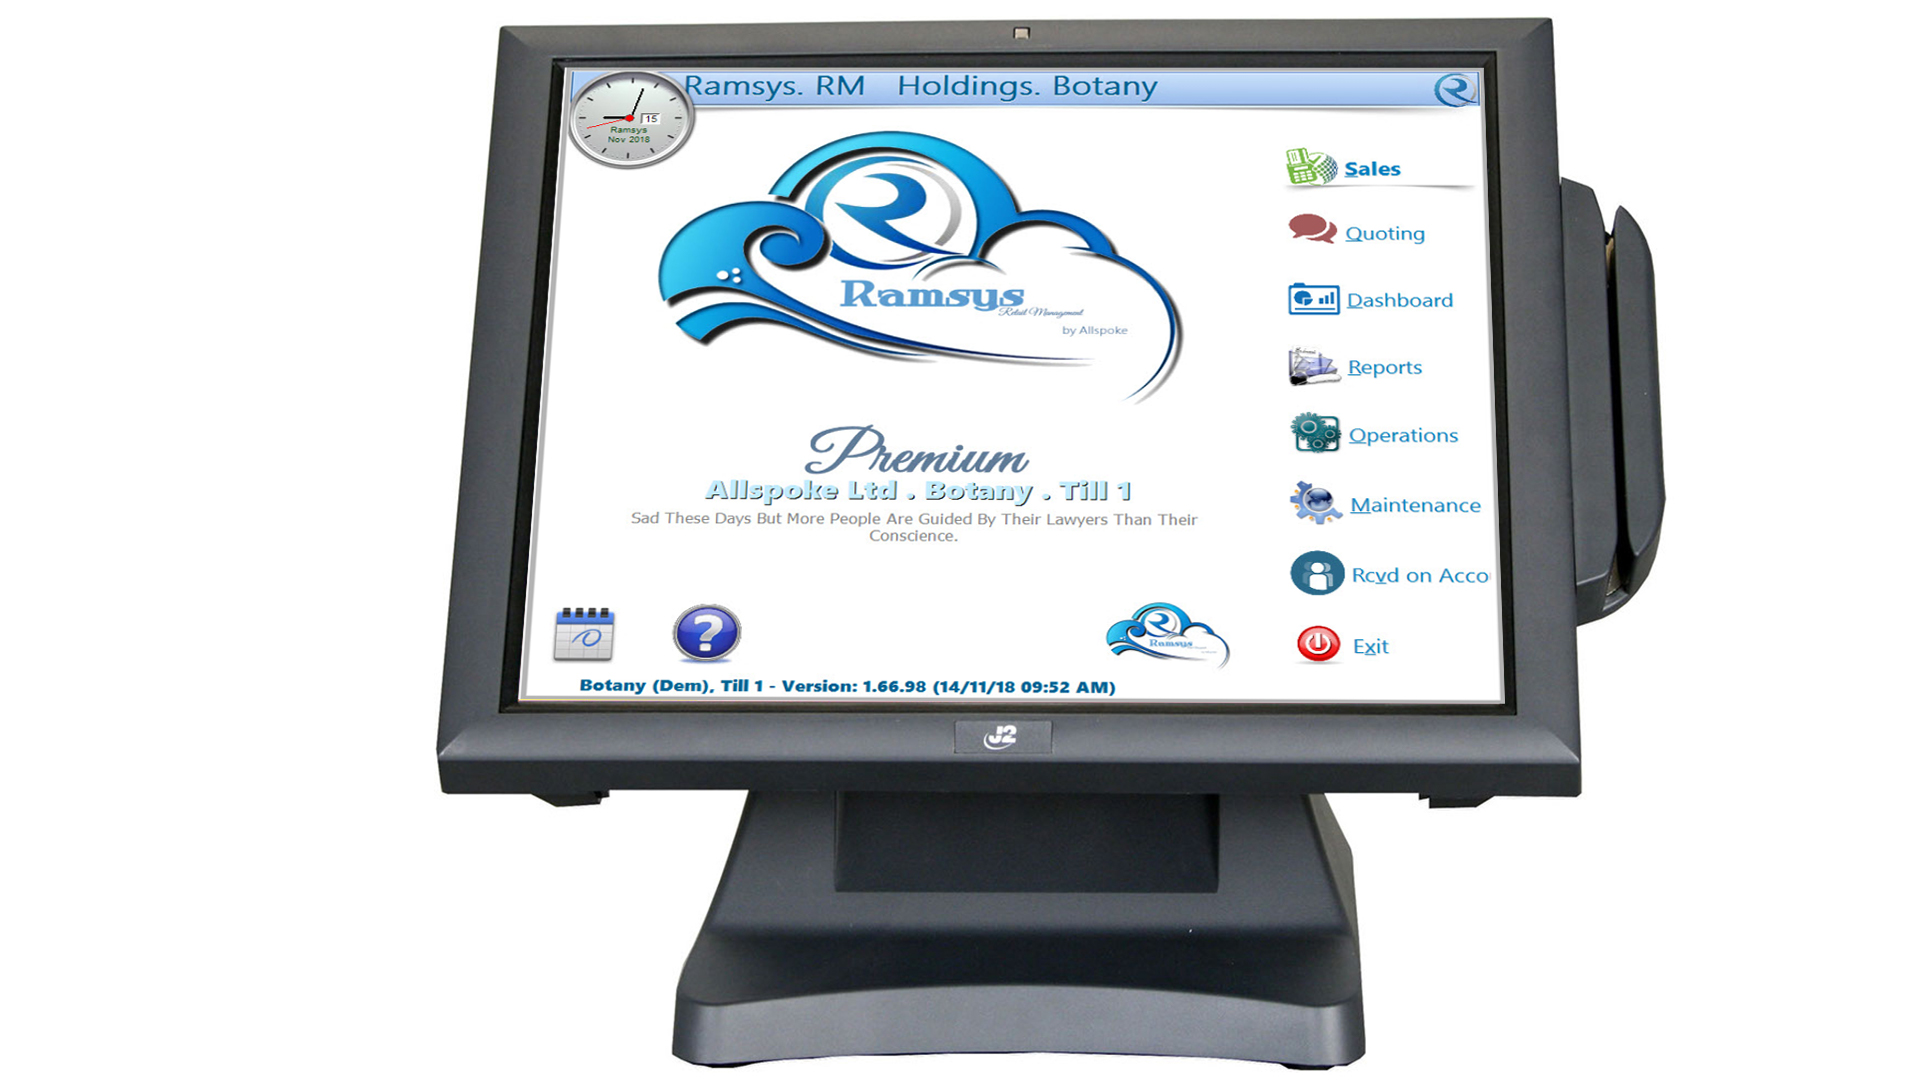 Ramsys. RM Holdings. Botany
15
Ramsys
Nov 2018
R
Ramsys
Retail Management
by Allspoke
Premium
Allspoke Ltd . Botany . Till 1
Sad These Days But More People Are Guided By Their Lawyers Than Their
Conscience.
Sales
Quoting
Dashboard
Reports
Operations
Maintenance
Rcvd on Acco
Exit
?
Ramsys
Botany (Dem), Till 1 - Version: 1.66.98 (14/11/18 09:52 AM)
J2